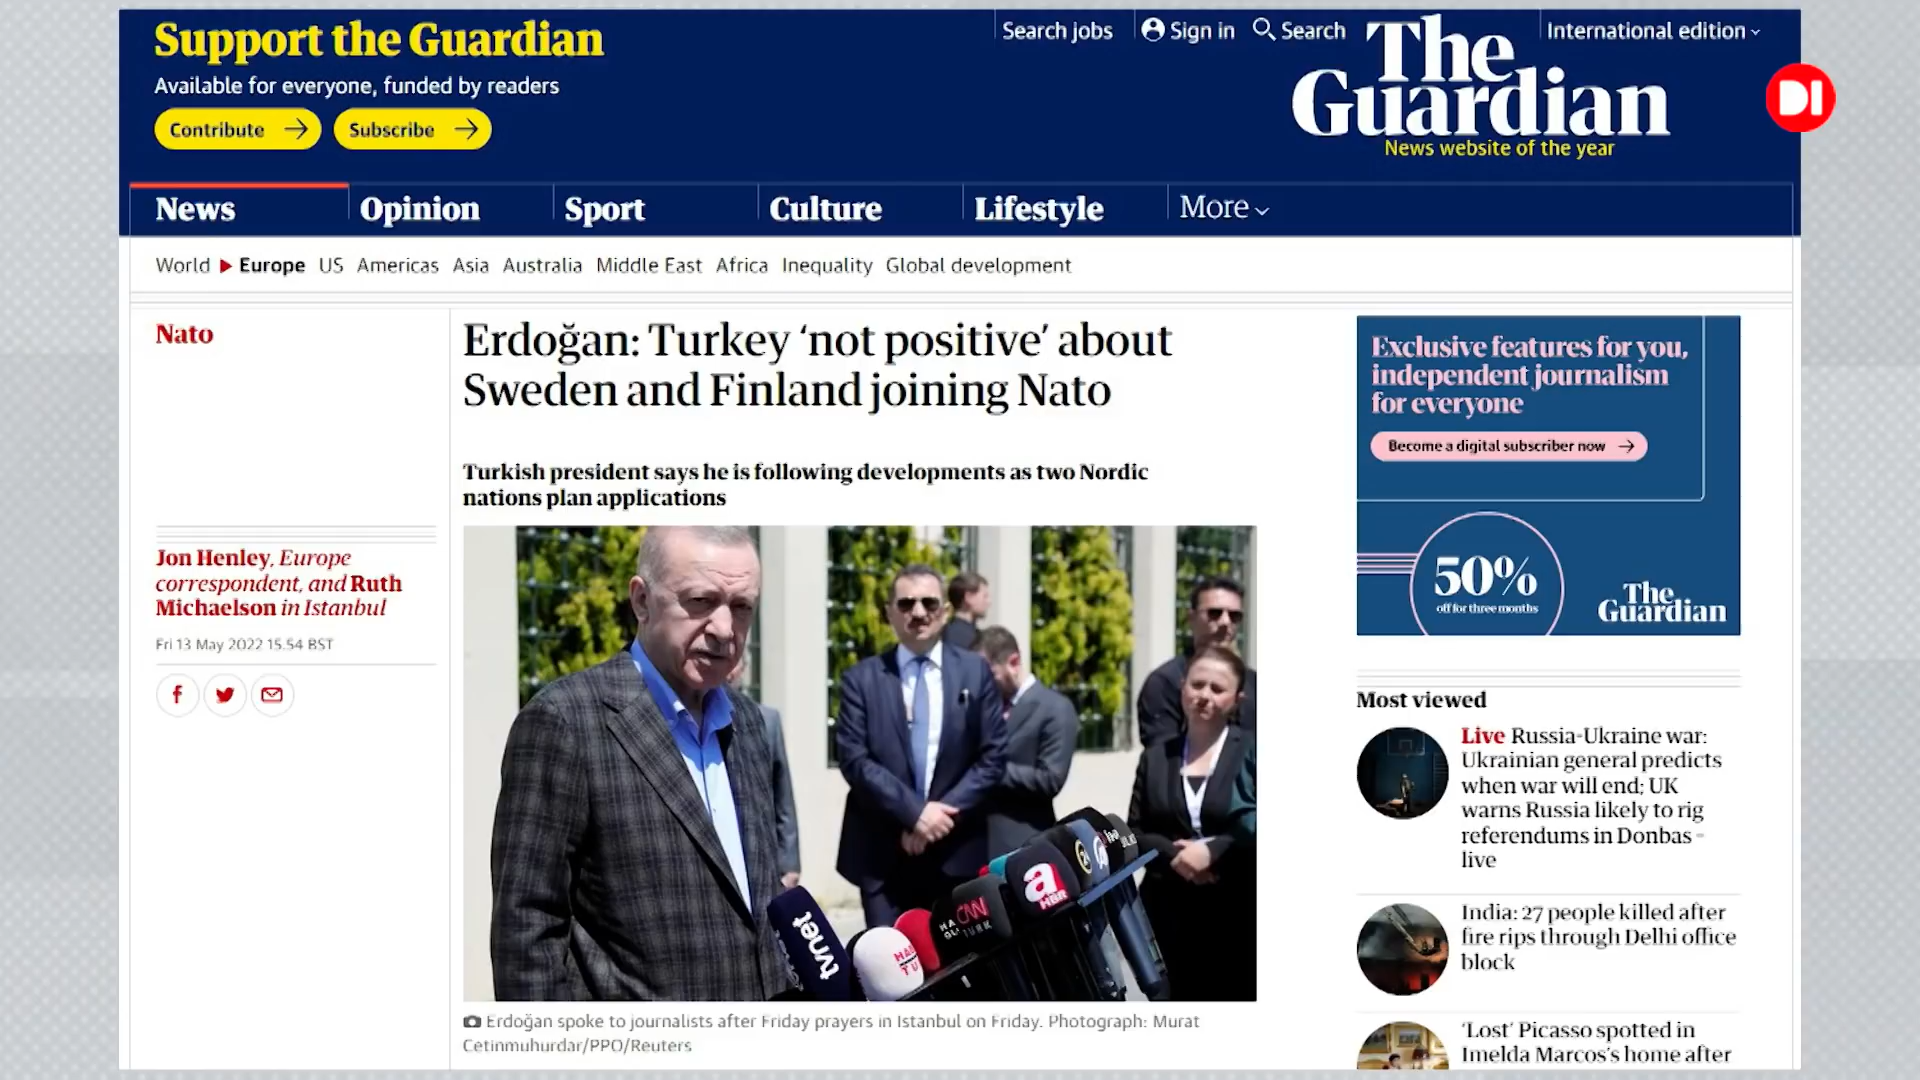 Support the Guardian
Available for everyone, funded by readers
Contribute
Subscribe
Search jobs
Sign in
Search
International edition
The
Guardian
News website of the year
DI
News
Opinion
Sport
Culture
Lifestyle
More
World
Europe
US
Americas
Asia
Australia
Middle East
Africa
Inequality
Global development
Nato
Erdoğan: Turkey ‘not positive’ about
Sweden and Finland joining Nato
Turkish president says he is following developments as two Nordic
nations plan applications
Jon Henley, Europe
correspondent, and Ruth
Michaelson in Istanbul
Fri 13 May 2022 15.54 BST
tvnet
CNN
TURK
a
HBR
Erdoğan spoke to journalists after Friday prayers in Istanbul on Friday. Photograph: Murat
Cetinmuhurdar/PPO/Reuters
Exclusive features for you,
independent journalism
for everyone
Become a digital subscriber now
50%
off for three months
The
Guardian
Most viewed
Live Russia-Ukraine war:
Ukrainian general predicts
when war will end; UK
warns Russia likely to rig
referendums in Donbas –
live
India: 27 people killed after
fire rips through Delhi office
block
‘Lost’ Picasso spotted in
Imelda Marcos’s home after